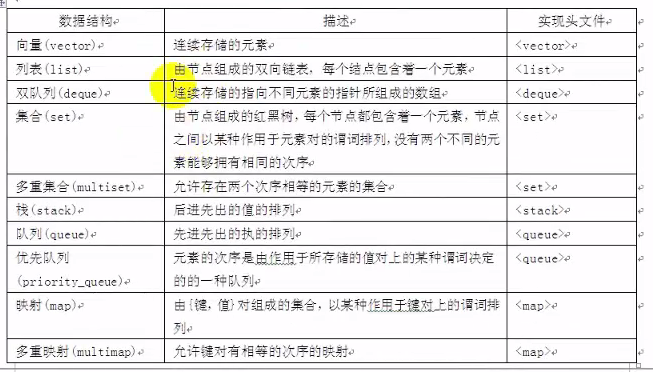 数据结构 描述 实现头文件
向量(vector) 连续存储的元素 <vector>
列表(list) 由节点组成的双向链表，每个结点包含着一个元素 <list>
双队列(deque) 连续存储的指向不同元素的指针所组成的数组 <deque>
集合(set) 由节点组成的红黑树，每个节点都包含着一个元素，节点 <set>
之间以某种作用于元素对的谓词排列，没有两个不同的元
素能够拥有相同的次序
多重集合(multiset) 允许存在两个次序相等的元素的集合 <set>
栈(stack) 后进先出的值的排列 <stack>
队列(queue) 先进先出的执的排列 <queue>
优先队列 元素的次序是由作用于所存储的值对上的某种谓词决定 <queue>
(priority_queue) 的的一种队列
映射(map) 由{键，值}对组成的集合，以某种作用于键对上的谓词排 <map>
列
多重映射(multimap) 允许键对有相等的次序的映射 <map>